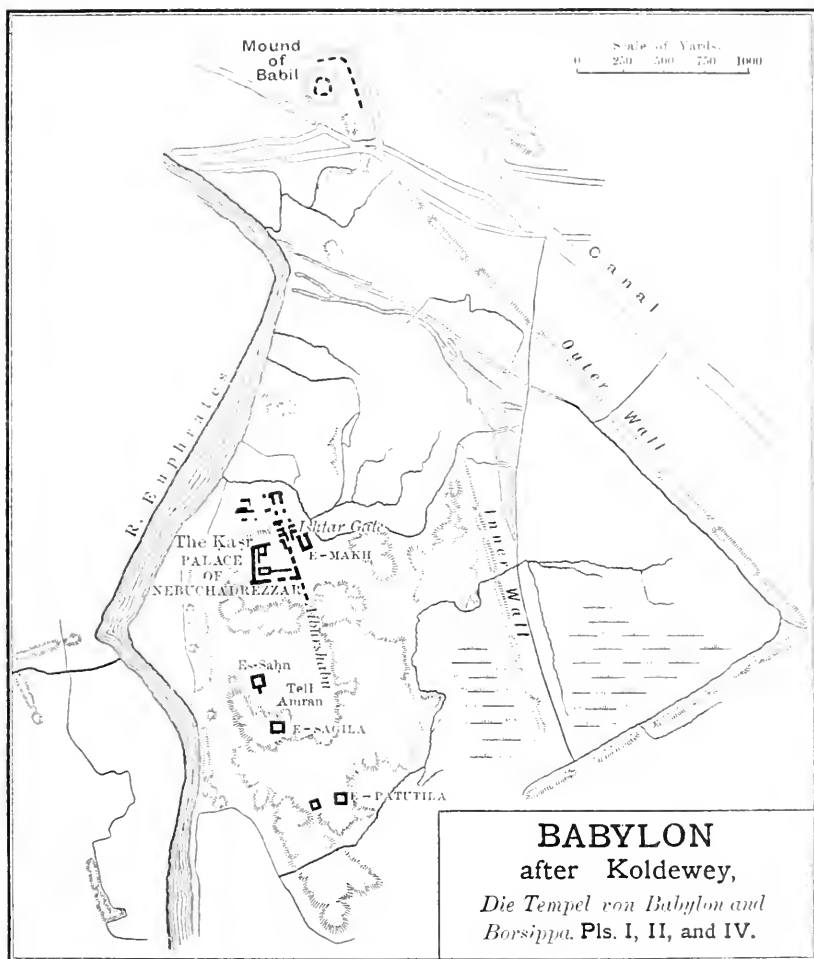 Mound
of
Babil
Scale of Yards.
0 250 500 750 1000
Canal
Outer Wall
R. Euphrates
Inner Wall
Ishtar Gate
The Kasr
E-MAKH
PALACE
OF
NEBUCHADREZZAR
Aiburshabu
Es-Sahn
Tell
Amran
E-SAGILA
E-PATUTILA
BABYLON
after Koldewey,
Die Tempel von Babylon and
Borsippa. Pls. I, II, and IV.